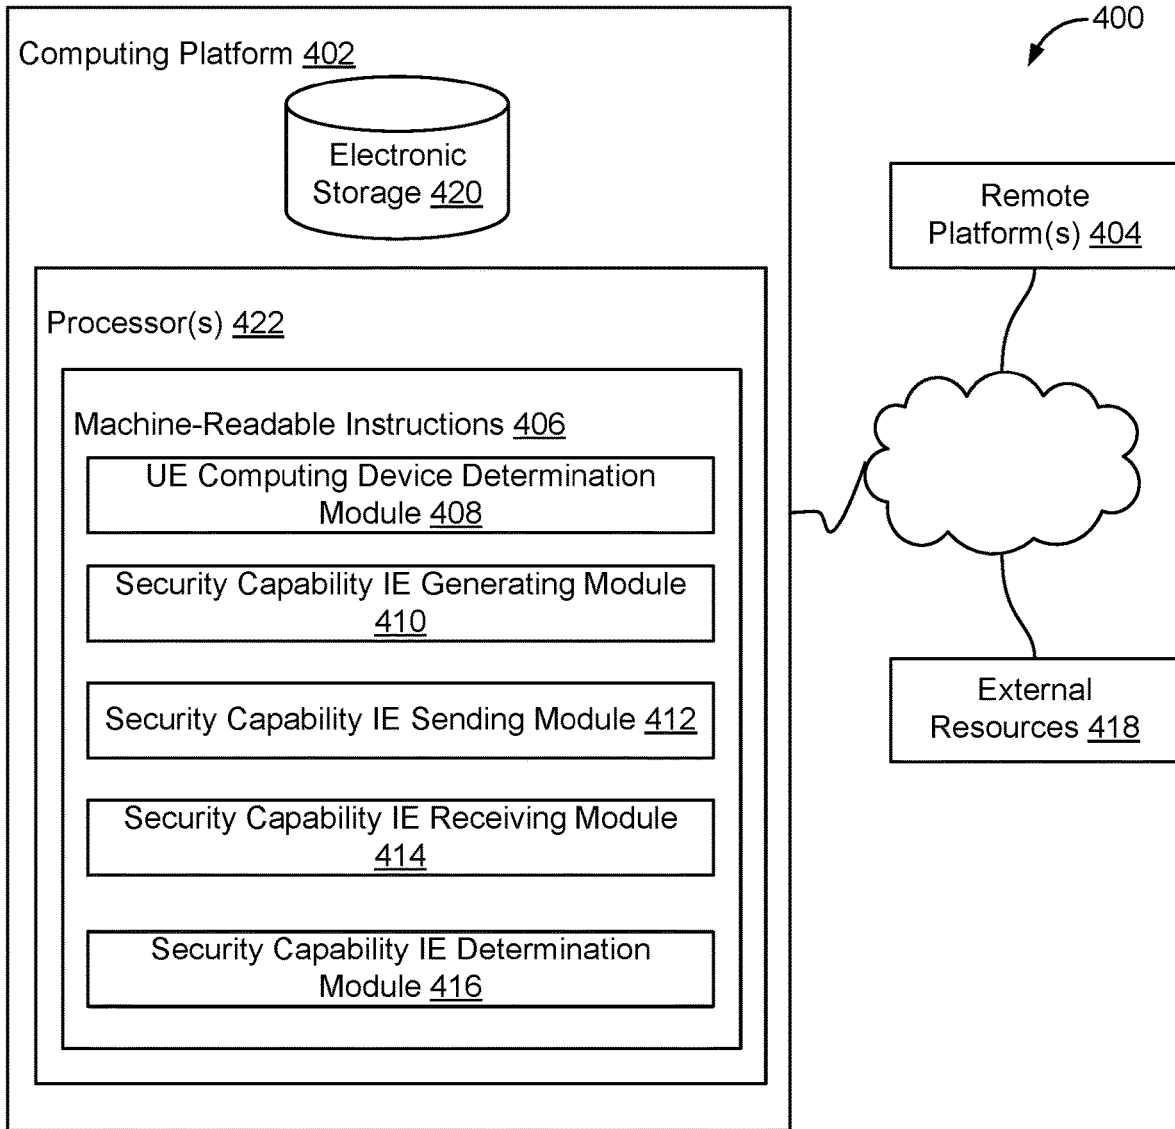 400
Computing Platform 402
Electronic
Storage 420
Remote
Platform(s) 404
Processor(s) 422
Machine-Readable Instructions 406
UE Computing Device Determination
Module 408
Security Capability IE Generating Module
410
Security Capability IE Sending Module 412
Security Capability IE Receiving Module
414
Security Capability IE Determination
Module 416
External
Resources 418